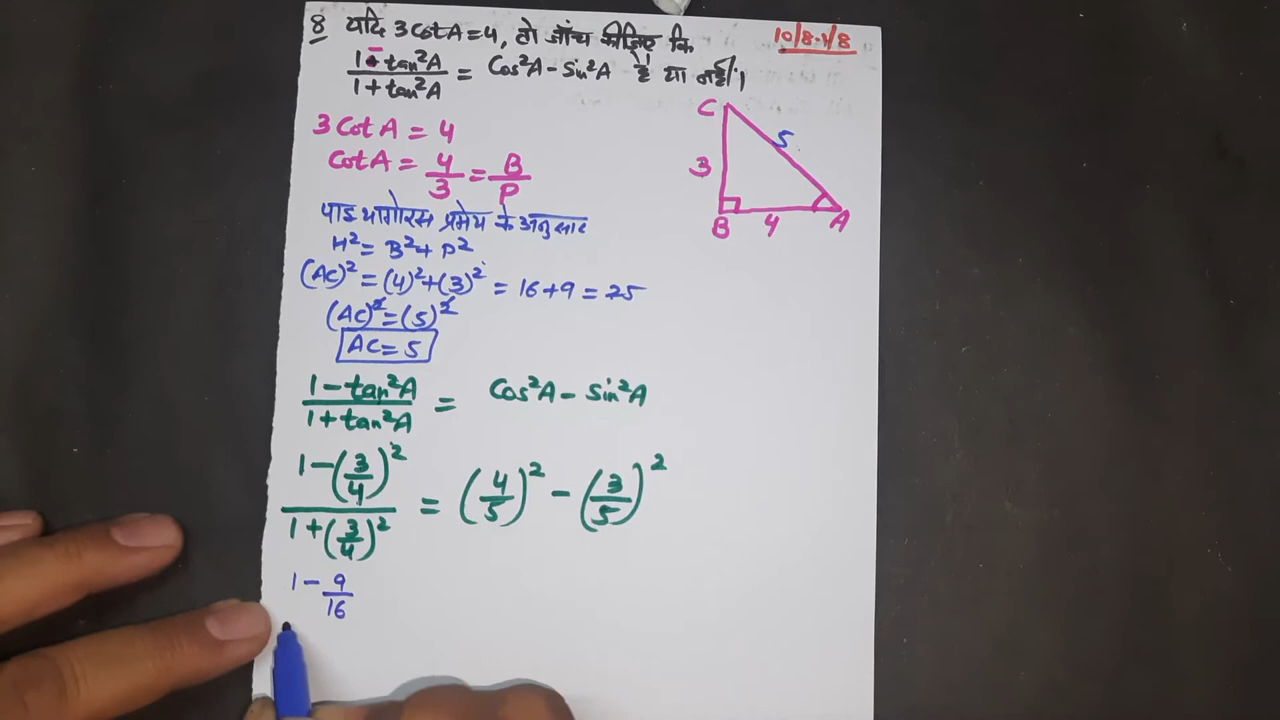 8 यदि 3 Cot A = 4, तो जाँच कीजिए कि
10/8.1/8
1 - tan²A / 1 + tan²A = Cos²A - Sin²A है या नहीं।
3 Cot A = 4
Cot A = 4/3 = B/P
पाइथागोरस प्रमेय के अनुसार
H² = B² + P²
(AC)² = (4)² + (3)² = 16 + 9 = 25
(AC)² = (5)²
AC = 5
C
5
3
B
4
A
1 - tan²A / 1 + tan²A = Cos²A - Sin²A
1 - (3/4)² / 1 + (3/4)² = (4/5)² - (3/5)²
1 - 9/16